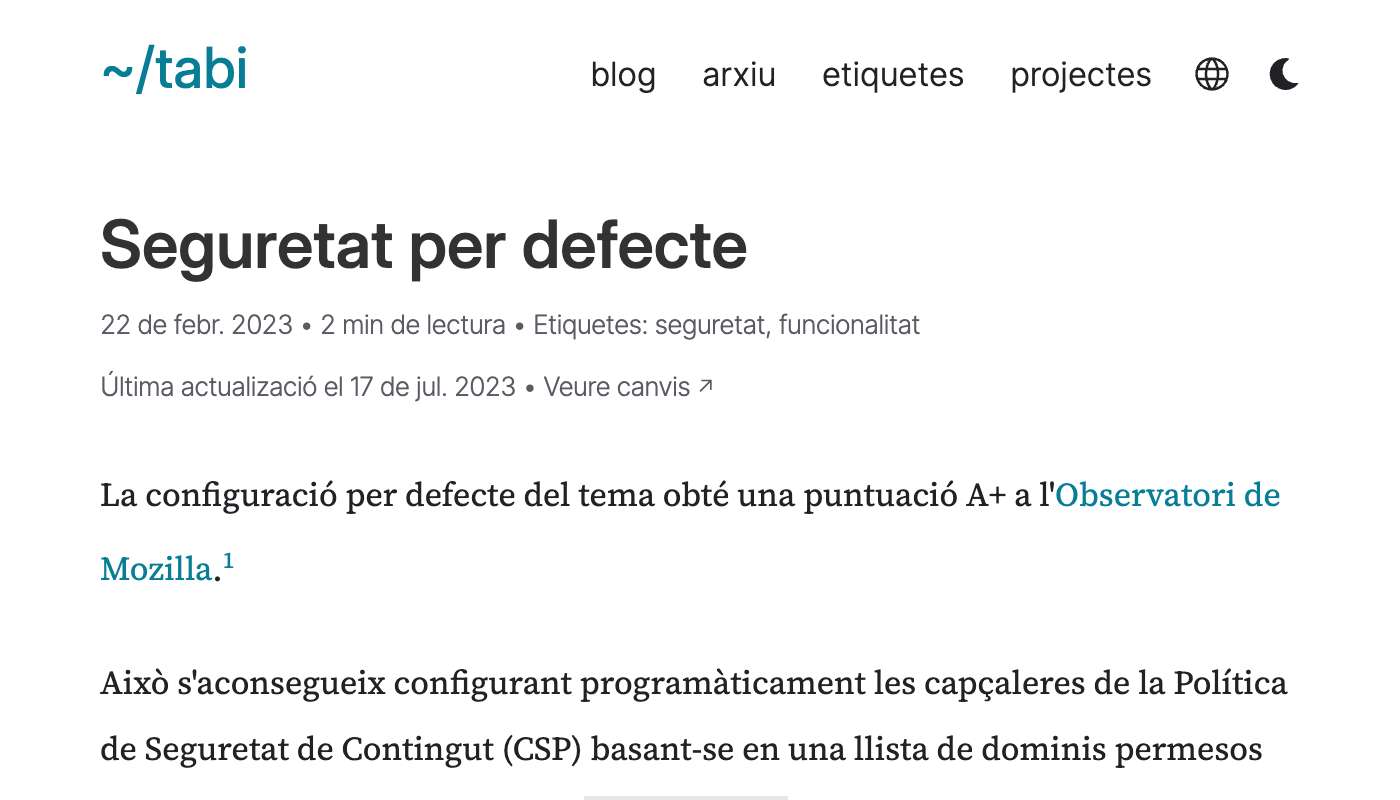 ~/tabi
blog arxiu etiquetes projectes
Seguretat per defecte
22 de febr. 2023 • 2 min de lectura • Etiquetes: seguretat, funcionalitat
Última actualització el 17 de jul. 2023 • Veure canvis ↗
La configuració per defecte del tema obté una puntuació A+ a l'Observatori de
Mozilla.¹
Això s'aconsegueix configurant programàticament les capçaleres de la Política
de Seguretat de Contingut (CSP) basant-se en una llista de dominis permesos